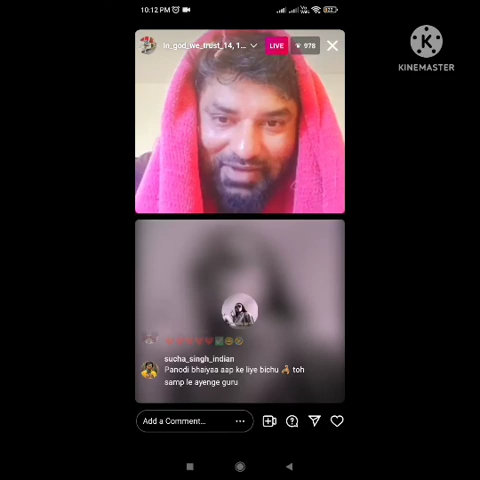 10:12 PM
KINEMASTER
in_god_we_trust_14, 1... LIVE 978
sucha_singh_indian
Panodi bhaiyaa aap ke liye bichu 🦂 toh
samp le ayenge guru
Add a Comment...